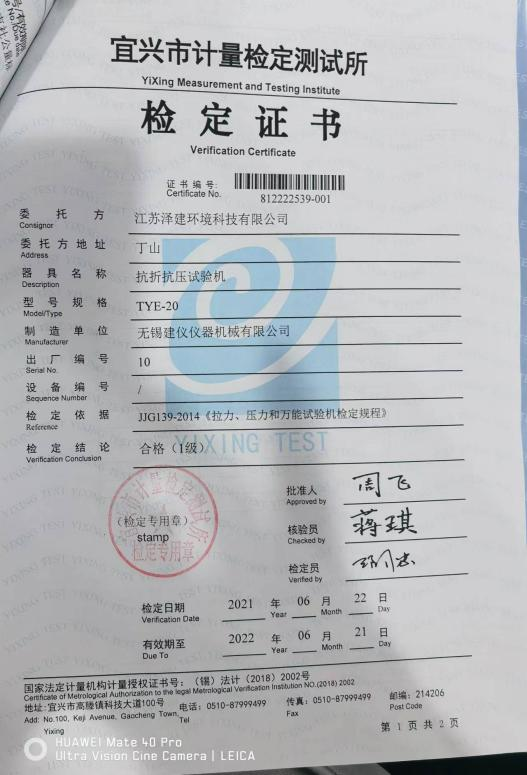 宜兴市计量检定测试所
YiXing Measurement and Testing Institute
检定证书
Verification Certificate
证书编号:
Certificate No. 812222539-001
委托方 江苏泽建环境科技有限公司
Consignor
委托方地址 丁山
Address
器具名称 抗折抗压试验机
Description
型号规格 TYE-20
Model/Type
制造单位 无锡建仪仪器机械有限公司
Manufacturer
出厂编号 10
Serial No.
设备编号 /
Sequence Number
检定依据 JJG139-2014《拉力、压力和万能试验机检定规程》
Reference
检定结论 合格（1级）
Verification Conclusion
YIXING TEST
批准人 周飞
Approved by
（检定专用章）
stamp
检定专用章
核验员 蒋琪
Checked by
检定员
Verified by
检定日期 2021 年 06 月 22 日
Verification Date Year Month Day
有效期至 2022 年 06 月 21 日
Due To Year Month Day
国家法定计量机构计量授权证书号：（锡）法计（2018）2002号
Certificate of Metrological Authorization to the legal Metrological Verification Institution NO.(2018) 2002
地址: 宜兴市高塍镇科技大道100号 电话: 0510-87999499 传真: 0510-87999499 邮编: 214206
Add: No.100, Keji Avenue, Gaocheng Town, Tel Fax Post Code
Yixing
第 1 页 共 2 页
HUAWEI Mate 40 Pro
Ultra Vision Cine Camera | LEICA